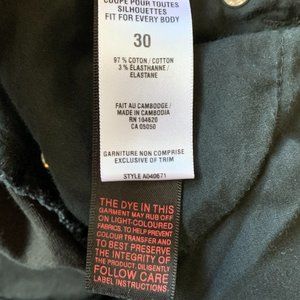 COUPE POUR TOUTES
SILHOUETTES
FIT FOR EVERY BODY
30
97 % COTON / COTTON
3 % ÉLASTHANNE /
ELASTANE
FAIT AU CAMBODGE /
MADE IN CAMBODIA
RN 104620
CA 05050
GARNITURE NON COMPRISE
EXCLUSIVE OF TRIM
STYLE A040671
THE DYE IN THIS
GARMENT MAY RUB OFF
ON LIGHT-COLOURED
FABRICS. TO HELP PREVENT
COLOUR TRANSFER AND
TO BEST PRESERVE
THE INTEGRITY OF
THE PRODUCT, DILIGENTLY
FOLLOW CARE
LABEL INSTRUCTIONS.